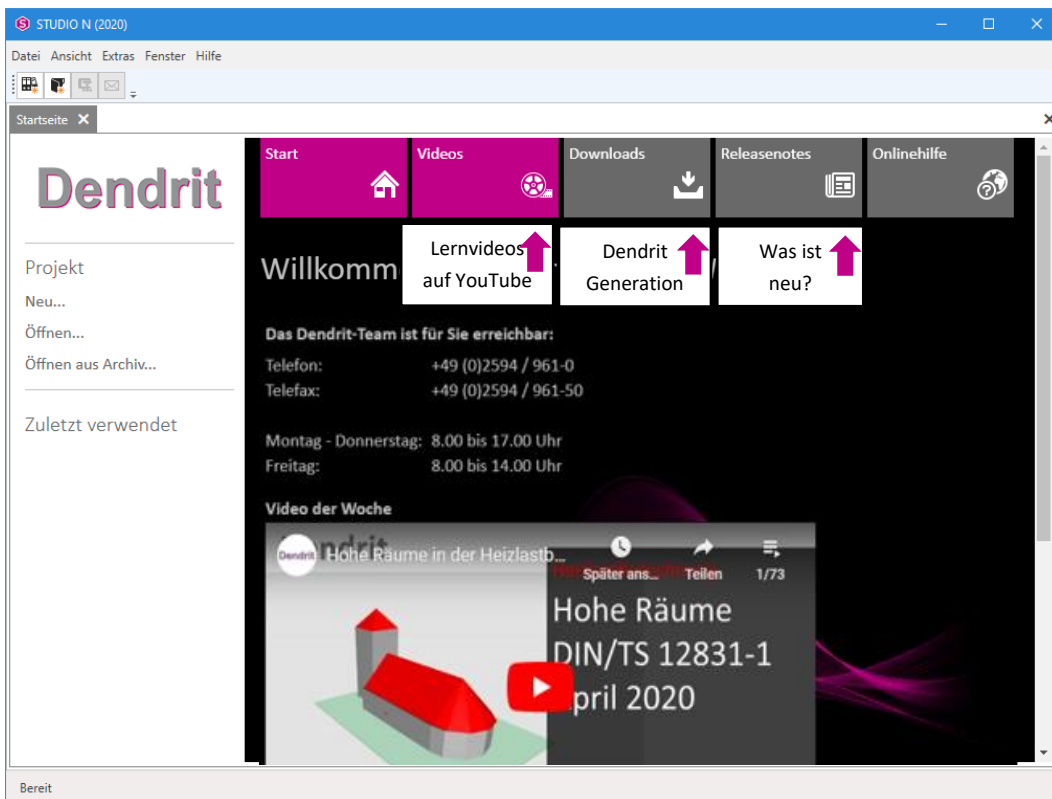 STUDIO N (2020)
Datei Ansicht Extras Fenster Hilfe
Startseite
Dendrit
Projekt
Neu...
Öffnen...
Öffnen aus Archiv...
Zuletzt verwendet
Start
Videos
Downloads
Releasenotes
Onlinehilfe
Lernvideos
auf YouTube
Dendrit
Generation
Was ist
neu?
Das Dendrit-Team ist für Sie erreichbar:
Telefon: +49 (0)2594 / 961-0
Telefax: +49 (0)2594 / 961-50
Montag - Donnerstag: 8.00 bis 17.00 Uhr
Freitag: 8.00 bis 14.00 Uhr
Video der Woche
Dendrit
Hohe Räume in der Heizlastb...
Später ans...
Teilen
1/73
Hohe Räume
DIN/TS 12831-1
April 2020
Bereit